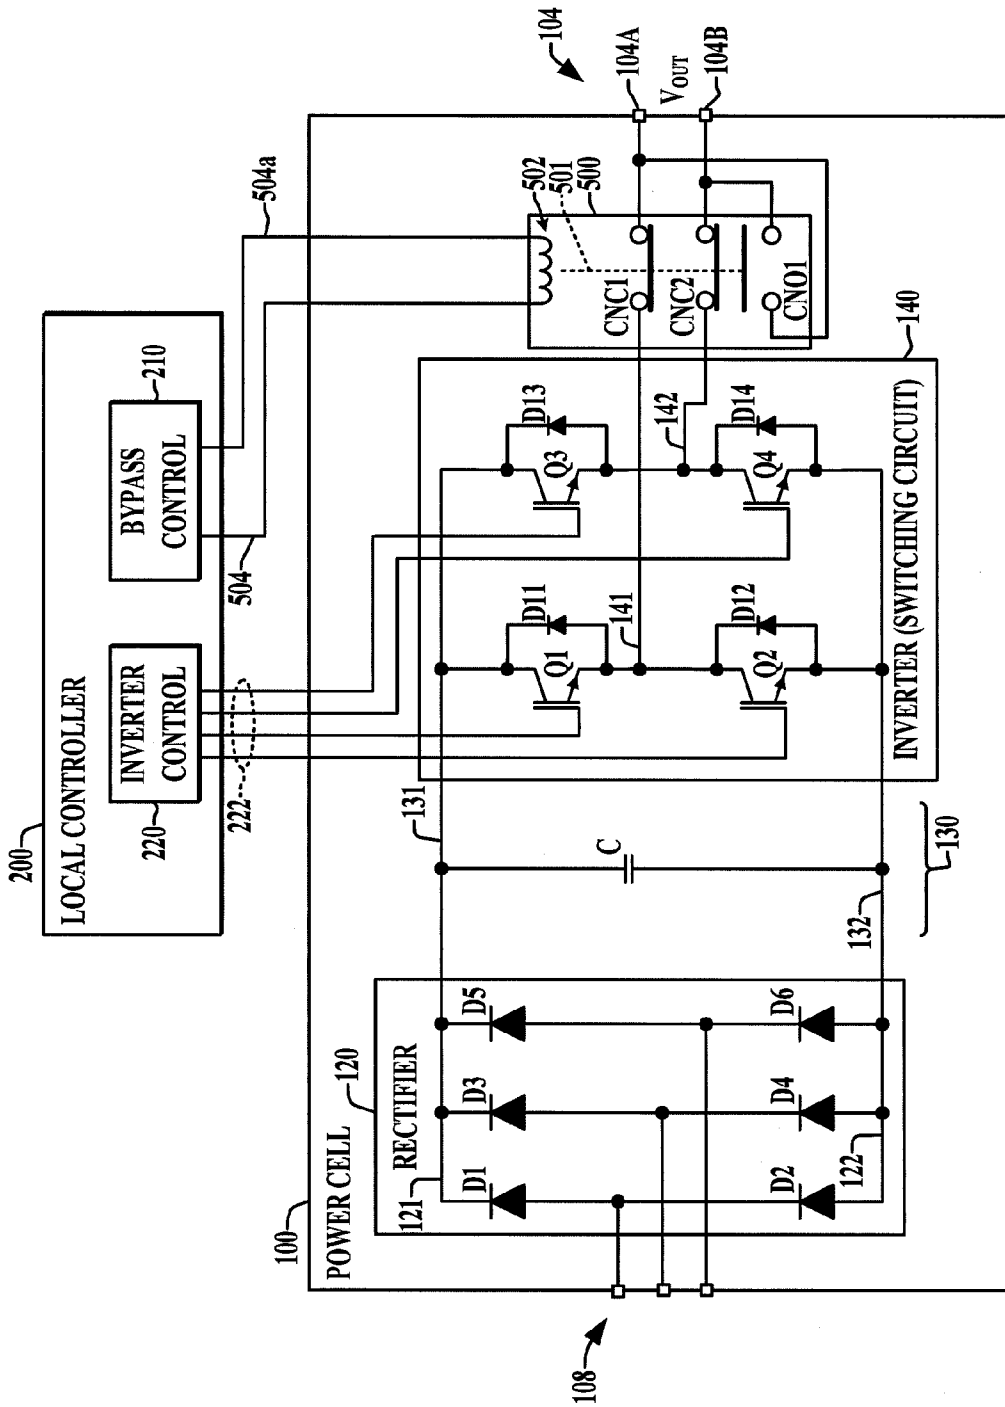 200
LOCAL CONTROLLER
INVERTER
CONTROL
220
222
BYPASS
CONTROL
210
504
504a
100
POWER CELL
108
120
RECTIFIER
121
122
D1
D3
D5
D2
D4
D6
131
132
C
130
Q1
D11
Q3
D13
141
142
Q2
D12
Q4
D14
INVERTER (SWITCHING CIRCUIT)
140
502
501
500
CNC1
CNC2
CNO1
104
104A
VOUT
104B